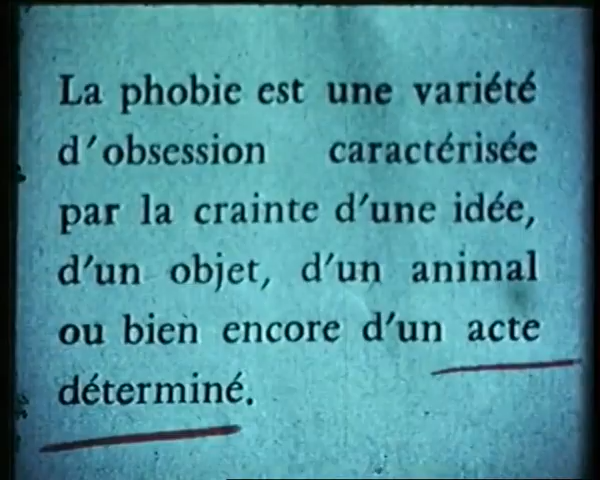 La phobie est une variété
d'obsession caractérisée
par la crainte d'une idée,
d'un objet, d'un animal
ou bien encore d'un acte
déterminé.